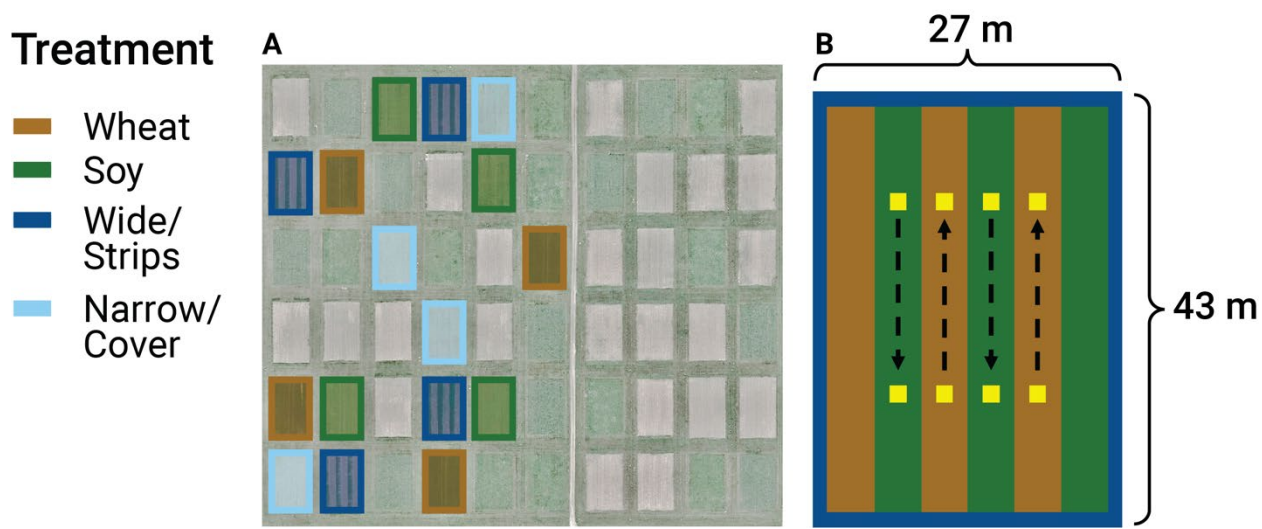 Treatment
Wheat
Soy
Wide/
Strips
Narrow/
Cover
A
B
27 m
43 m